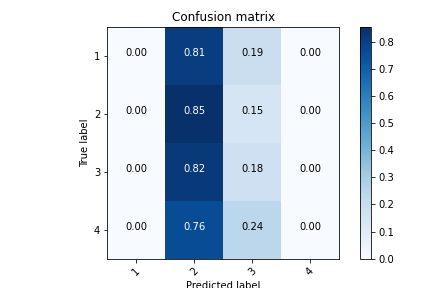 Confusion matrix
1 0.00 0.81 0.19 0.00
2 0.00 0.85 0.15 0.00
3 0.00 0.82 0.18 0.00
4 0.00 0.76 0.24 0.00
True label
1 2 3 4
Predicted label
0.8
0.7
0.6
0.5
0.4
0.3
0.2
0.1
0.0